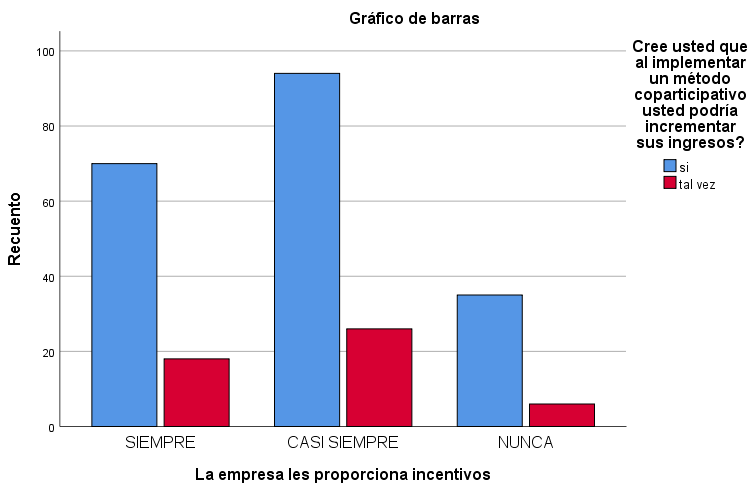 Gráfico de barras
Cree usted que
al implementar
un método
coparticipativo
usted podría
incrementar
sus ingresos?
si
tal vez
Recuento
100
80
60
40
20
0
SIEMPRE
CASI SIEMPRE
NUNCA
La empresa les proporciona incentivos